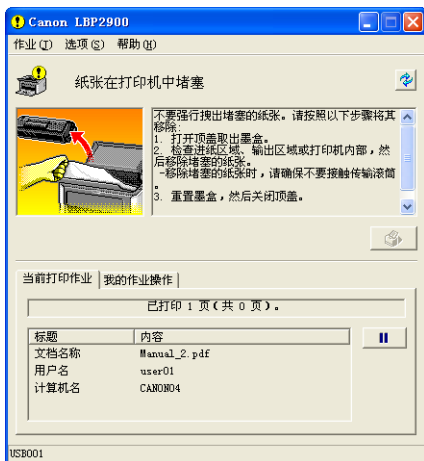 Canon LBP2900
作业(T) 选项(S) 帮助(H)
纸张在打印机中堵塞
不要强行拽出堵塞的纸张。请按照以下步骤将其
移除:
1. 打开顶盖取出墨盒。
2. 检查进纸区域、输出区域或打印机内部，然
后移除堵塞的纸张。
-移除堵塞的纸张时，请确保不要接触传输滚筒
。
3. 重置墨盒，然后关闭顶盖。
当前打印作业 我的作业操作
已打印 1 页(共 0 页)。
标题 内容
文档名称 Manual_2.pdf
用户名 user01
计算机名 CANON04
USB001